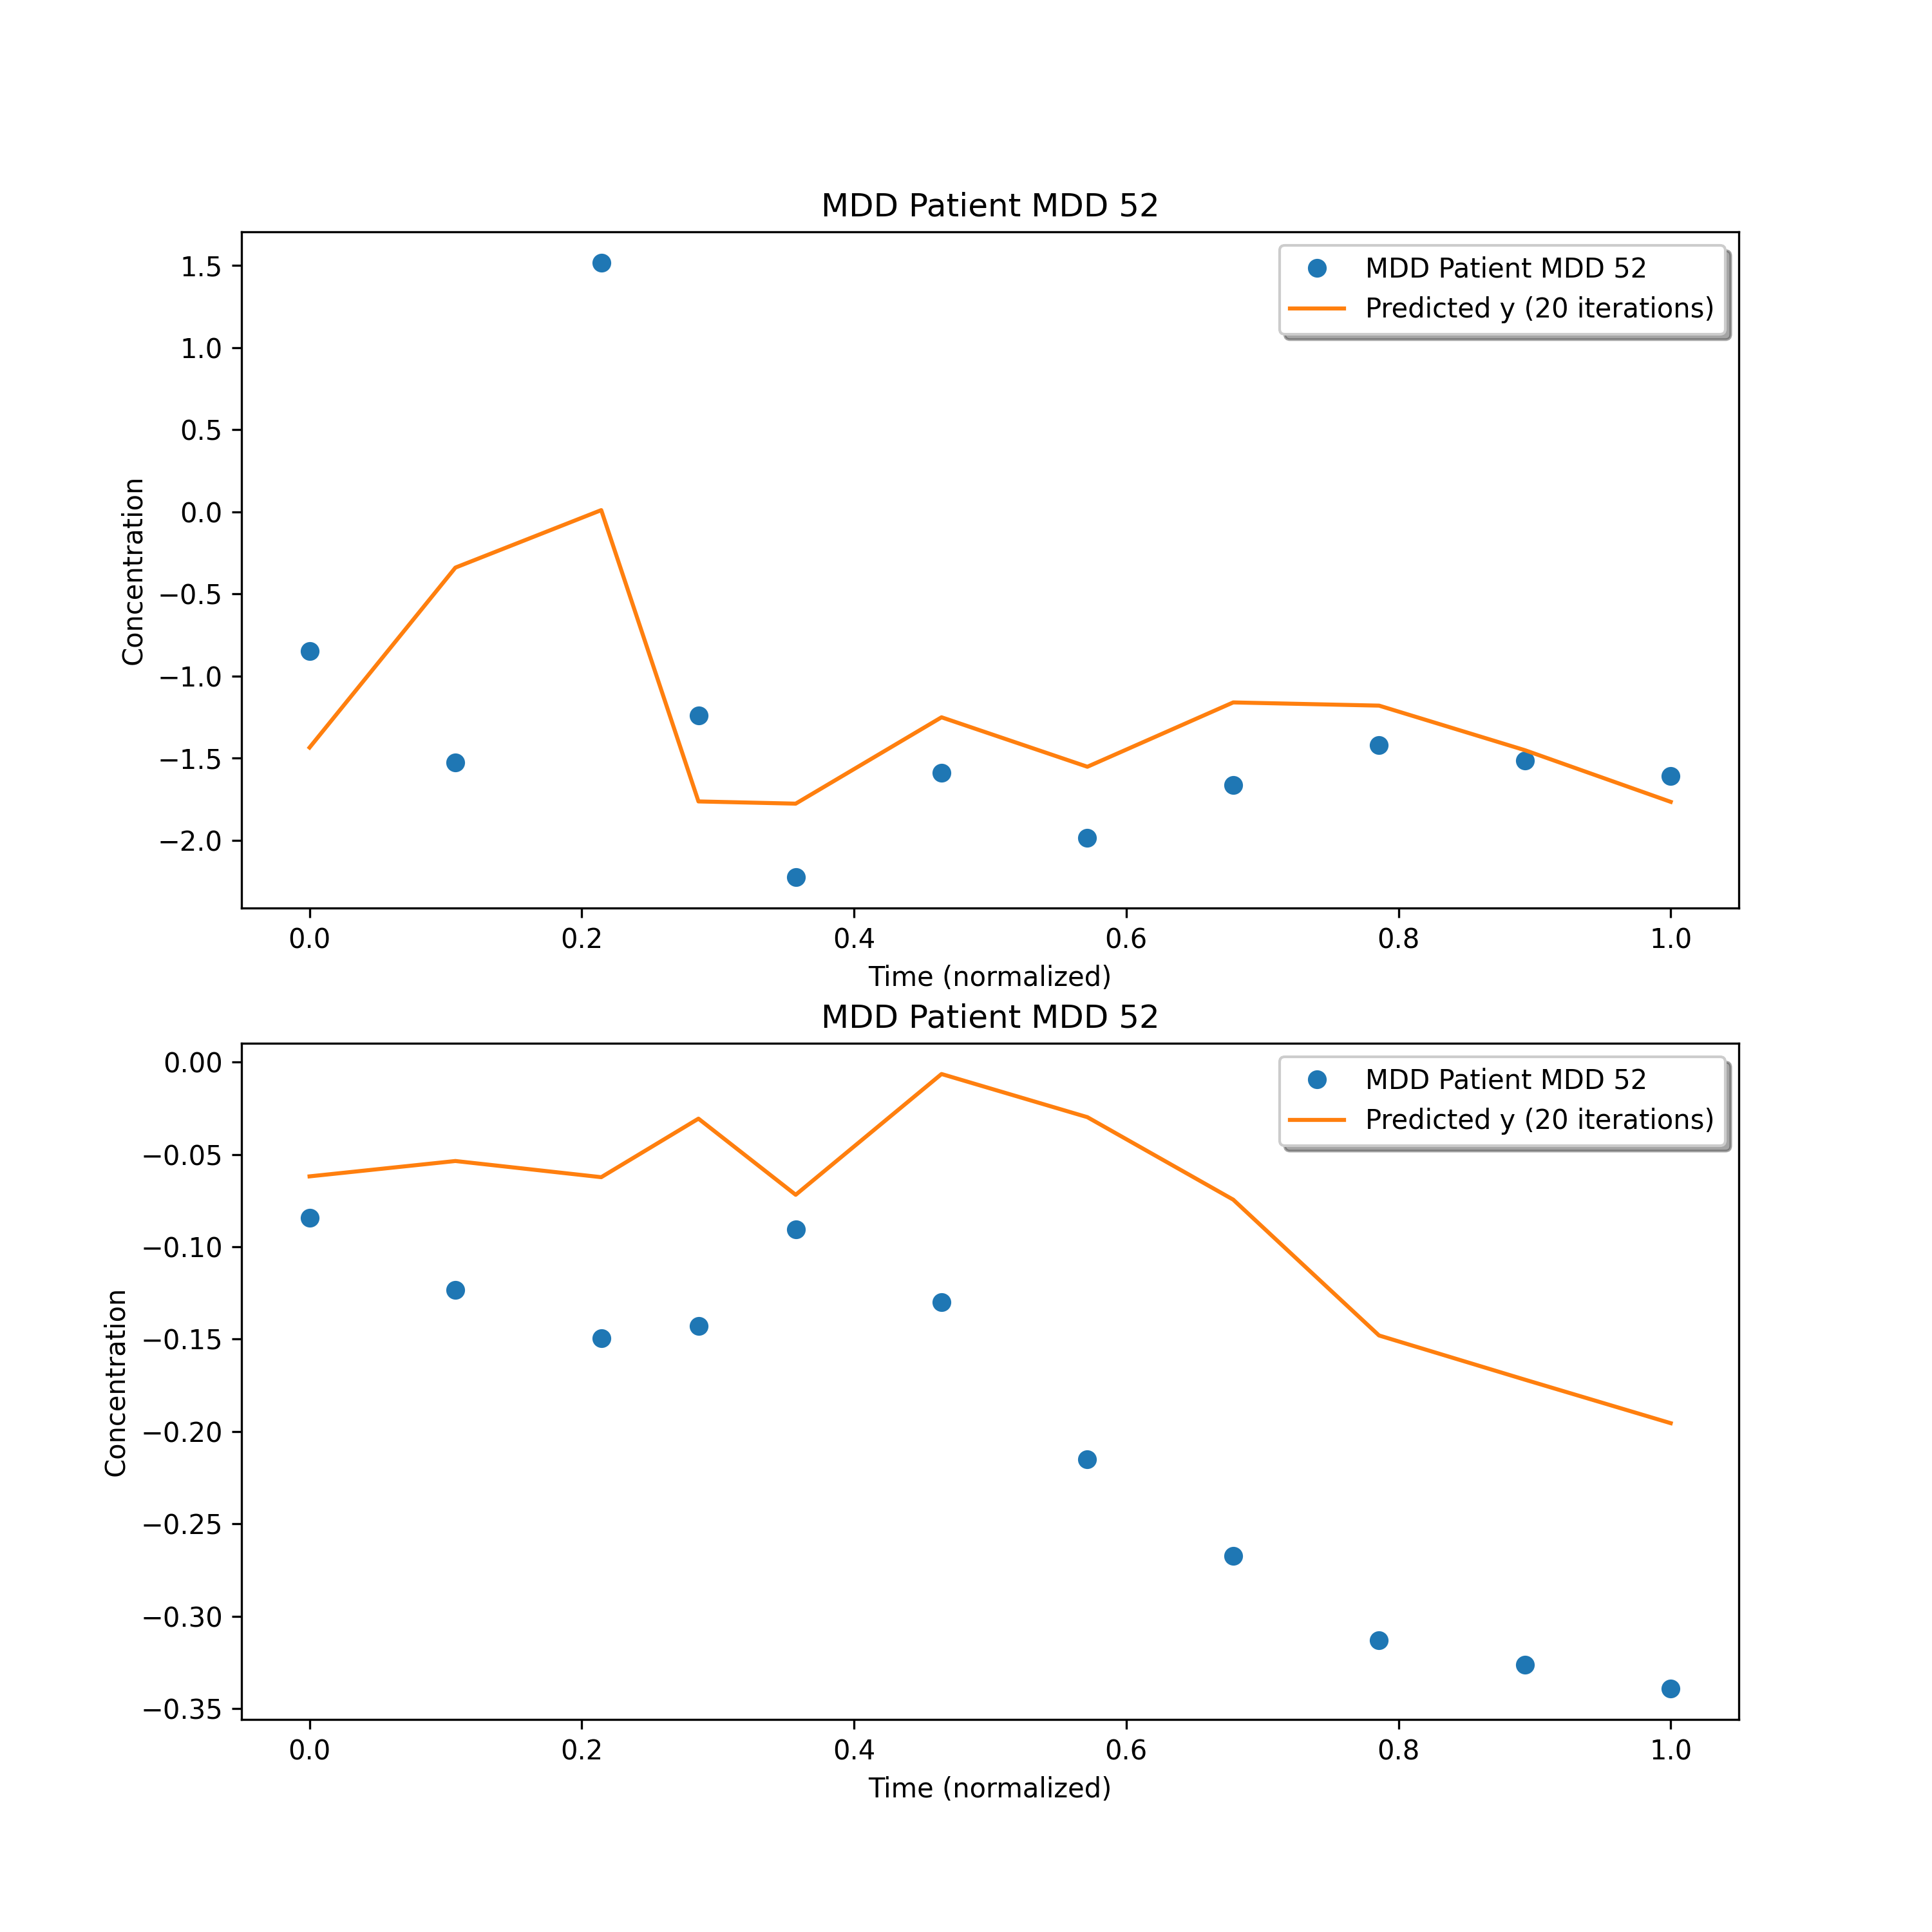 MDD Patient MDD 52
MDD Patient MDD 52
Predicted y (20 iterations)
Concentration
1.5
1.0
0.5
0.0
−0.5
−1.0
−1.5
−2.0
0.0 0.2 0.4 0.6 0.8 1.0
Time (normalized)
MDD Patient MDD 52
MDD Patient MDD 52
Predicted y (20 iterations)
Concentration
0.00
−0.05
−0.10
−0.15
−0.20
−0.25
−0.30
−0.35
0.0 0.2 0.4 0.6 0.8 1.0
Time (normalized)